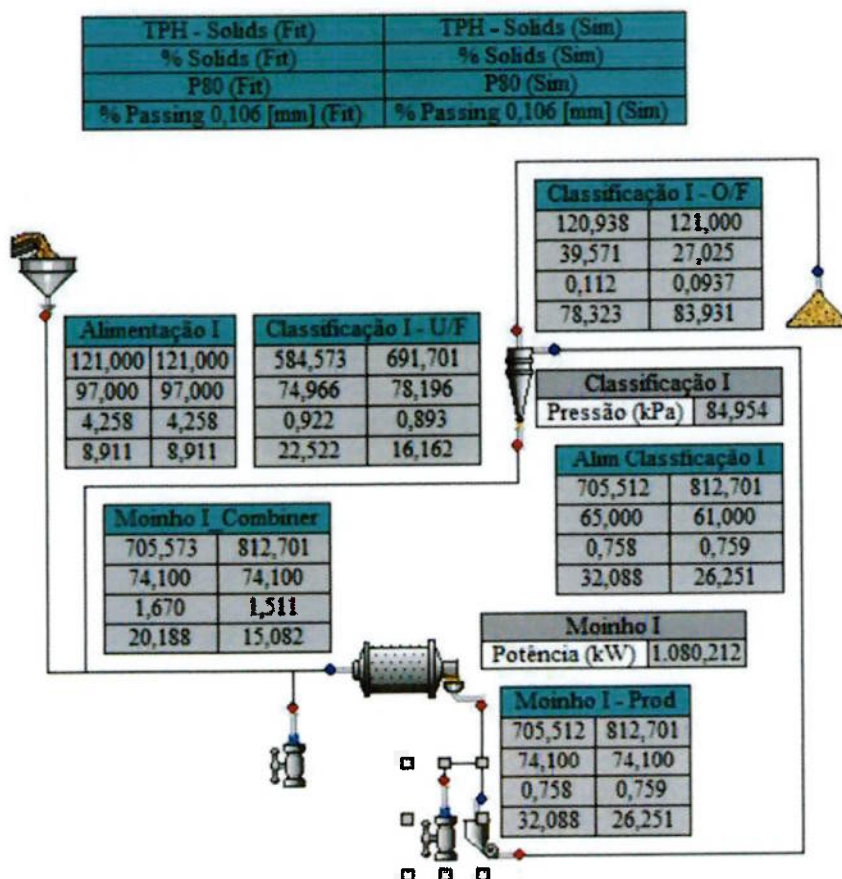 TPH - Solids (Fit) TPH - Solids (Sim)
% Solids (Fit) % Solids (Sim)
P80 (Fit) P80 (Sim)
% Passing 0,106 [mm] (Fit) % Passing 0,106 [mm] (Sim)
Classificação I - O/F
120,938 121,000
39,571 27,025
0,112 0,0937
78,323 83,931
Alimentação I
121,000 121,000
97,000 97,000
4,258 4,258
8,911 8,911
Classificação I - U/F
584,573 691,701
74,966 78,196
0,922 0,893
22,522 16,162
Classificação I
Pressão (kPa) 84,954
Alim Classficação I
705,512 812,701
65,000 61,000
0,758 0,759
32,088 26,251
Moinho I_Combiner
705,573 812,701
74,100 74,100
1,670 1,511
20,188 15,082
Moinho I
Potência (kW) 1.080,212
Moinho I - Prod
705,512 812,701
74,100 74,100
0,758 0,759
32,088 26,251